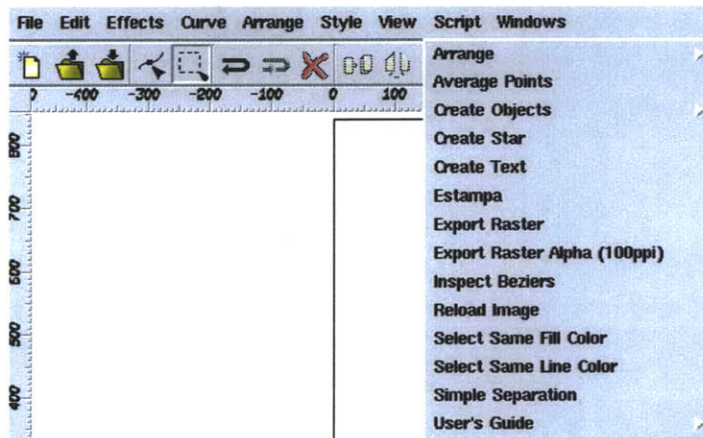 File Edit Effects Curve Arrange Style View Script Windows
0 -400 -300 -200 -100 0 100
800
700
600
500
400
Arrange
Average Points
Create Objects
Create Star
Create Text
Estampa
Export Raster
Export Raster Alpha (100ppi)
Inspect Beziers
Reload Image
Select Same Fill Color
Select Same Line Color
Simple Separation
User's Guide